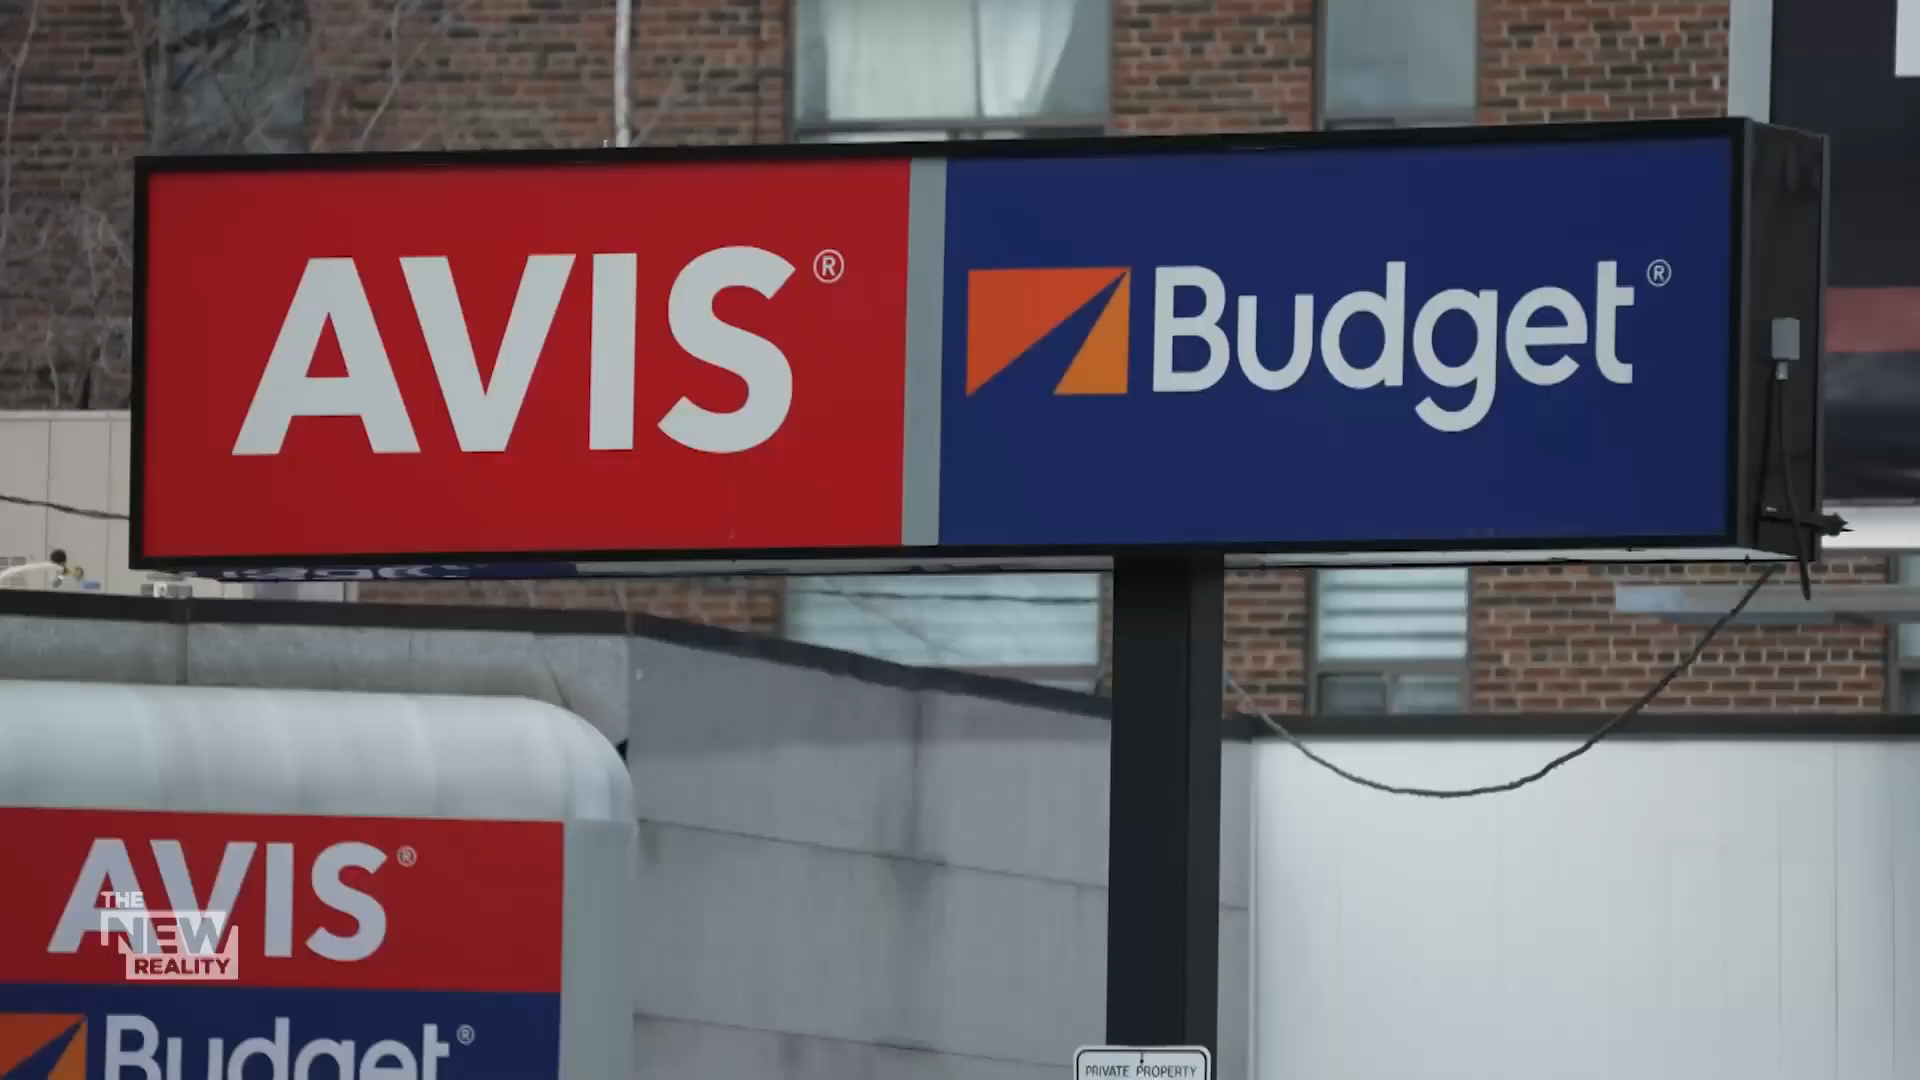 AVIS®
Budget®
AVIS®
Budget®
THE
NEW
REALITY
PRIVATE PROPERTY